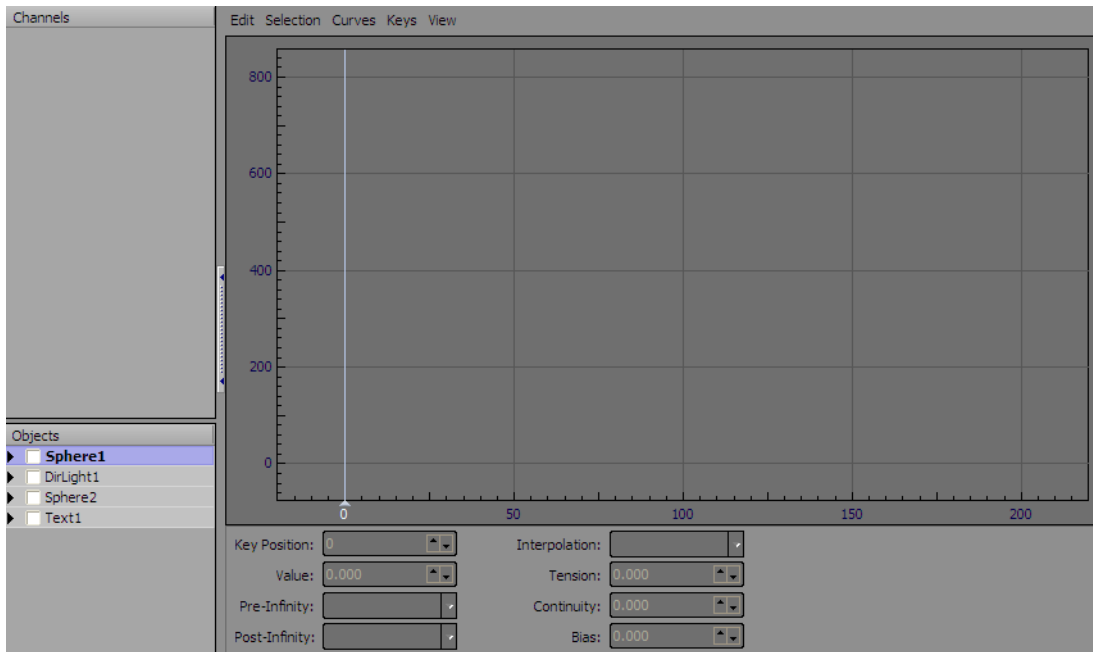 Channels
Edit Selection Curves Keys View
800
600
400
200
0
0 50 100 150 200
Objects
Sphere1
DirLight1
Sphere2
Text1
Key Position: 0 Interpolation:
Value: 0.000 Tension: 0.000
Pre-Infinity: Continuity: 0.000
Post-Infinity: Bias: 0.000